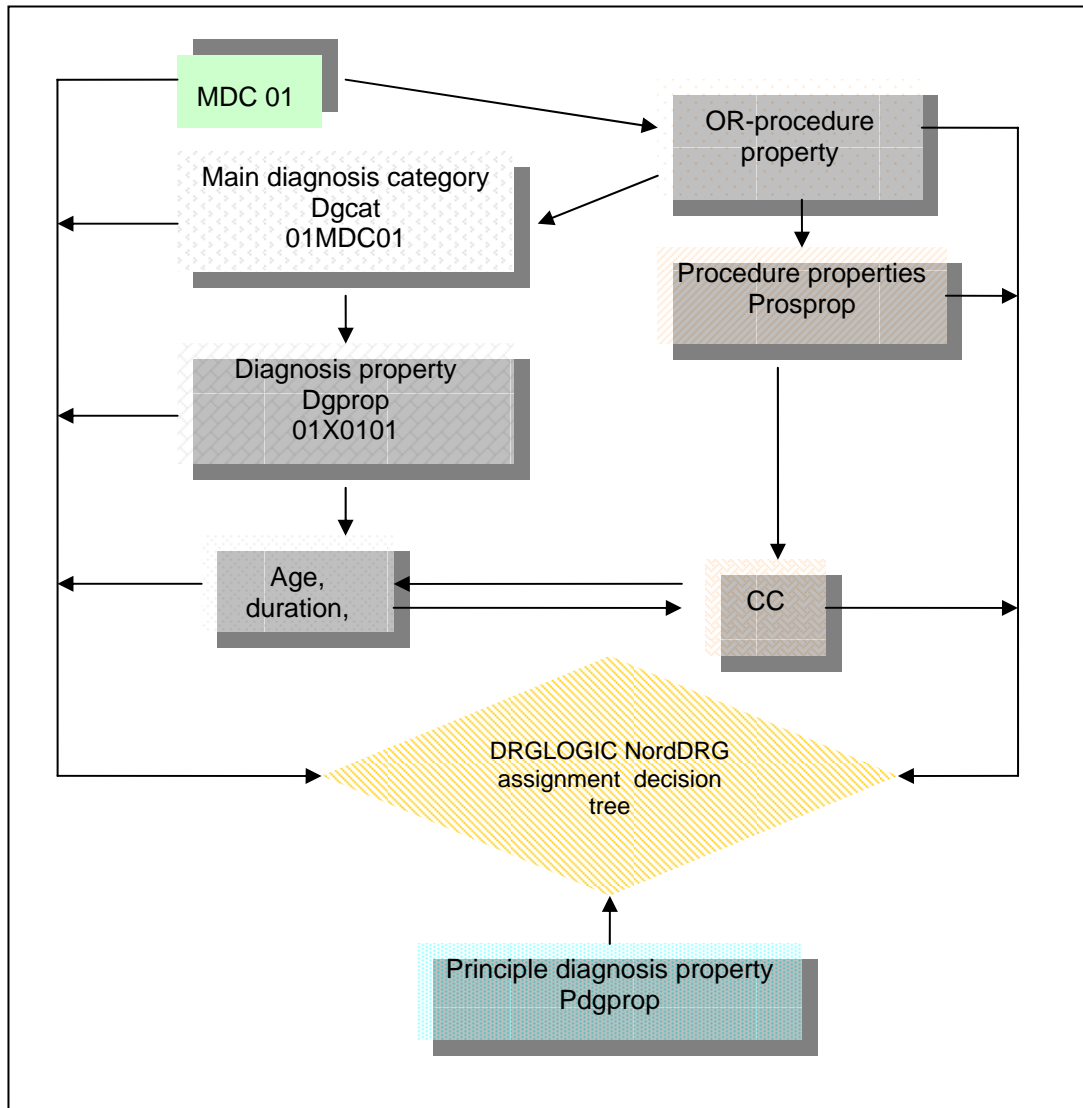 MDC 01
OR-procedure
property
Main diagnosis category
Dgcat
01MDC01
Procedure properties
Prosprop
Diagnosis property
Dgprop
01X0101
Age,
duration,
CC
DRGLOGIC NordDRG
assignment decision
tree
Principle diagnosis property
Pdgprop